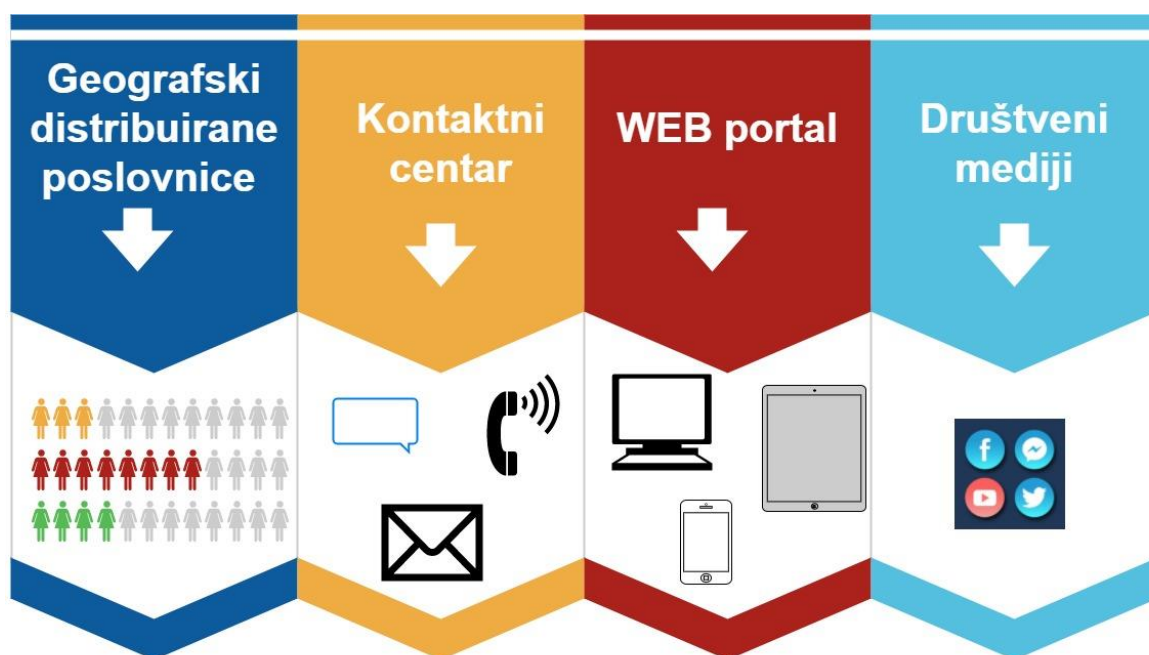 Geografski
distribuirane
poslovnice
Kontaktni
centar
WEB portal
Društveni
mediji